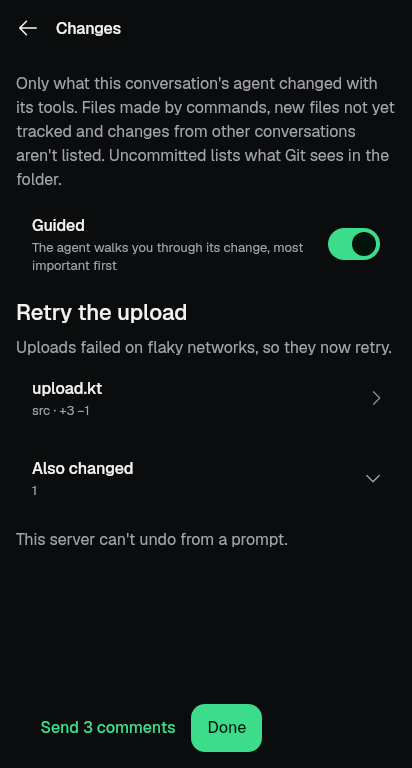 Changes
Only what this conversation's agent changed with
its tools. Files made by commands, new files not yet
tracked and changes from other conversations
aren't listed. Uncommitted lists what Git sees in the
folder.
Guided
The agent walks you through its change, most
important first
Retry the upload
Uploads failed on flaky networks, so they now retry.
upload.kt
src · +3 −1
Also changed
1
This server can't undo from a prompt.
Send 3 comments
Done